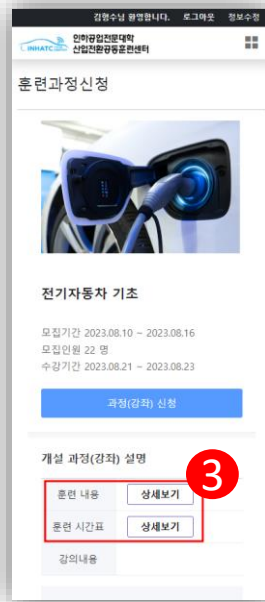 김형수님 환영합니다. 로그아웃 정보수정
INHATC 인하공업전문대학
산업전환공동훈련센터
훈련과정신청
전기자동차 기초
모집기간 2023.08.10 ~ 2023.08.16
모집인원 22 명
수강기간 2023.08.21 ~ 2023.08.23
과정(강좌) 신청
개설 과정(강좌) 설명
3
훈련 내용 상세보기
훈련 시간표 상세보기
강의내용